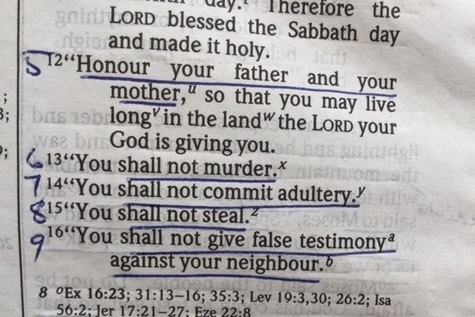 day. Therefore the
LORD blessed the Sabbath day
and made it holy.
5 12“Honour your father and your
mother,u so that you may live
longv in the landw the LORD your
God is giving you.
6 13“You shall not murder.x
7 14“You shall not commit adultery.y
8 15“You shall not steal.z
9 16“You shall not give false testimonya
against your neighbour.b
8 oEx 16:23; 31:13-16; 35:3; Lev 19:3,30; 26:2; Isa
56:2; Jer 17:21-27; Eze 22:8